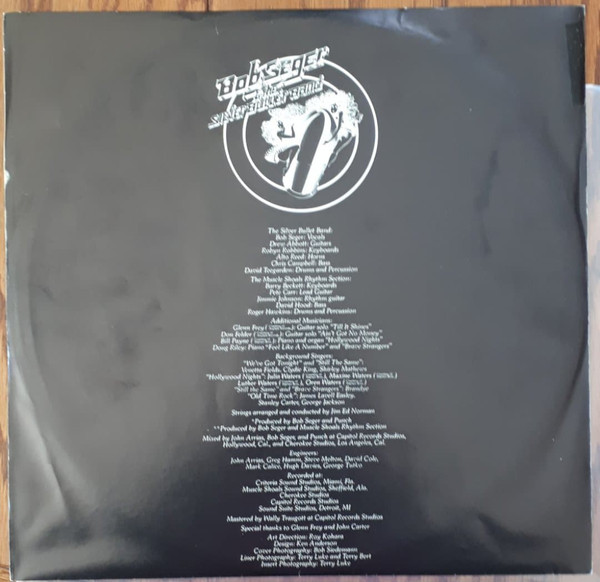 Bob Seger
& the
Silver Bullet Band
The Silver Bullet Band:
Bob Seger: Vocals
Drew Abbott: Guitars
Robyn Robbins: Keyboards
Alto Reed: Horns
Chris Campbell: Bass
David Teegarden: Drums and Percussion
The Muscle Shoals Rhythm Section:
Barry Beckett: Keyboards
Pete Carr: Lead Guitar
Jimmie Johnson: Rhythm guitar
David Hood: Bass
Roger Hawkins: Drums and Percussion
Additional Musicians:
Glenn Frey ( ): Guitar solo "Till It Shines"
Don Felder ( ): Guitar solo "Ain't Got No Money"
Bill Payne ( ): Piano and organ "Hollywood Nights"
Doug Riley: Piano "Feel Like A Number" and "Brave Strangers"
Background Singers:
"We've Got Tonight" and "Still The Same":
Venetta Fields, Clydie King, Shirley Mathews
"Hollywood Nights": Julia Waters ( ), Maxine Waters ( )
Luther Waters ( ), Oren Waters ( )
"Still the Same" and "Brave Strangers": Brandye
"Old Time Rock": James Lavell Easley,
Stanley Carter, George Jackson
Strings arranged and conducted by Jim Ed Norman
*Produced by Bob Seger and Punch
**Produced by Bob Seger and Muscle Shoals Rhythm Section
Mixed by John Arrias, Bob Seger, and Punch at Capitol Records Studios,
Hollywood, Cal., and Cherokee Studios, Los Angeles, Cal.
Engineers:
John Arrias, Greg Hamm, Steve Melton, David Cole,
Mark Calice, Hugh Davies, George Tutko
Recorded at:
Criteria Sound Studios, Miami, Fla.
Muscle Shoals Sound Studios, Sheffield, Ala.
Cherokee Studios
Capitol Records Studios
Sound Suite Studios, Detroit, MI
Mastered by Wally Traugott at Capitol Records Studios
Special thanks to Glenn Frey and John Carter
Art Direction: Roy Kohara
Design: Ken Anderson
Cover Photography: Bob Seidemann
Liner Photography: Terry Luke and Tom Bert
Insert Photography: Terry Luke